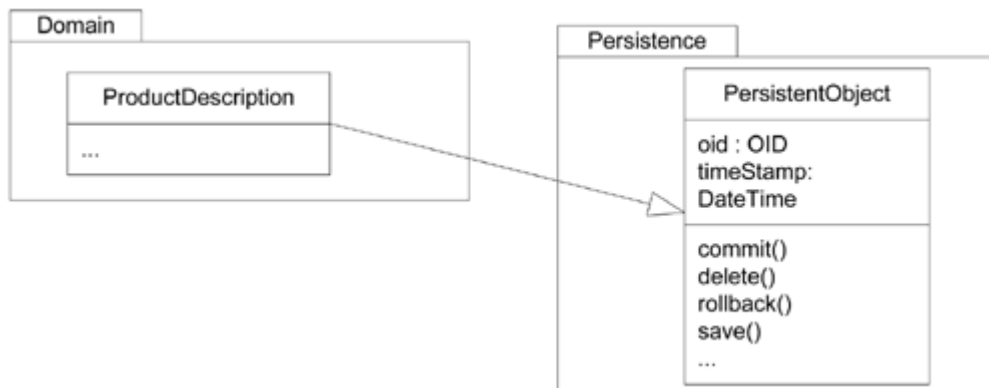 Domain
ProductDescription
...
Persistence
PersistentObject
oid : OID
timeStamp:
DateTime
commit()
delete()
rollback()
save()
...